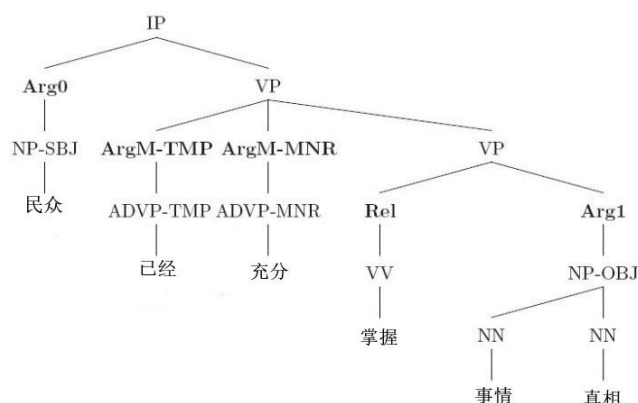 IP
Arg0 VP
NP-SBJ ArgM-TMP ArgM-MNR VP
民众 ADVP-TMP ADVP-MNR Rel Arg1
已经 充分 VV NP-OBJ
掌握 NN NN
事情 真相